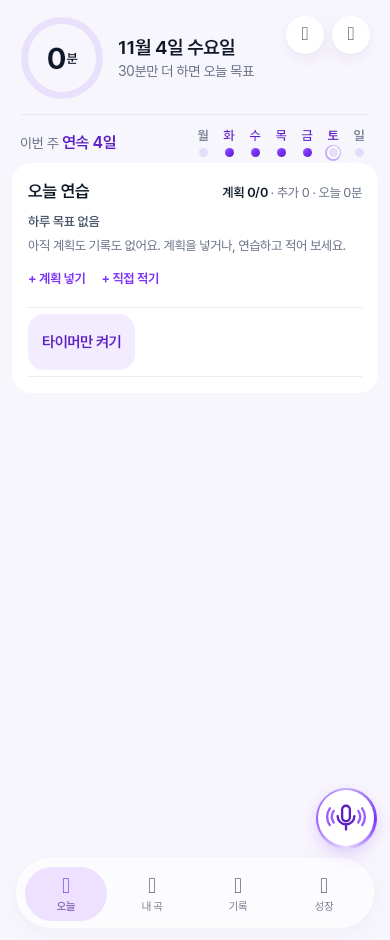 0분
11월 4일 수요일
30분만 더 하면 오늘 목표
이번 주 연속 4일
월 화 수 목 금 토 일
오늘 연습
계획 0/0 · 추가 0 · 오늘 0분
하루 목표 없음
아직 계획도 기록도 없어요. 계획을 넣거나, 연습하고 적어 보세요.
+ 계획 넣기 + 직접 적기
타이머만 켜기
오늘 내 곡 기록 성장